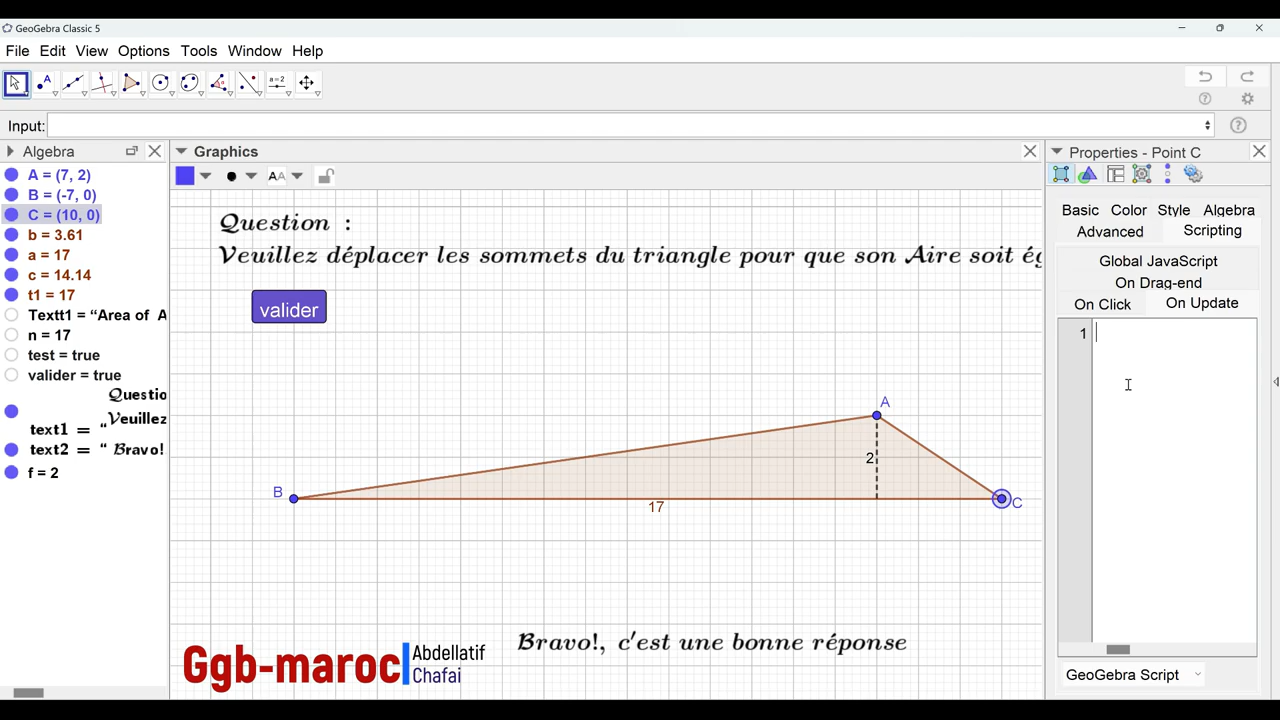 GeoGebra Classic 5
File Edit View Options Tools Window Help
A
a=2
Input:
Algebra
Graphics
Properties - Point C
AA
A = (7, 2)
B = (-7, 0)
C = (10, 0)
b = 3.61
a = 17
c = 14.14
t1 = 17
Textt1 = “Area of A
n = 17
test = true
valider = true
Questio
Veuillez
text1 = “
text2 = “ Bravo!
f = 2
Question :
Veuillez déplacer les sommets du triangle pour que son Aire soit ég
valider
A
2
B
17
C
Bravo!, c'est une bonne réponse
Ggb-maroc
Abdellatif
Chafai
Basic Color Style Algebra
Advanced Scripting
Global JavaScript
On Drag-end
On Click On Update
1
GeoGebra Script